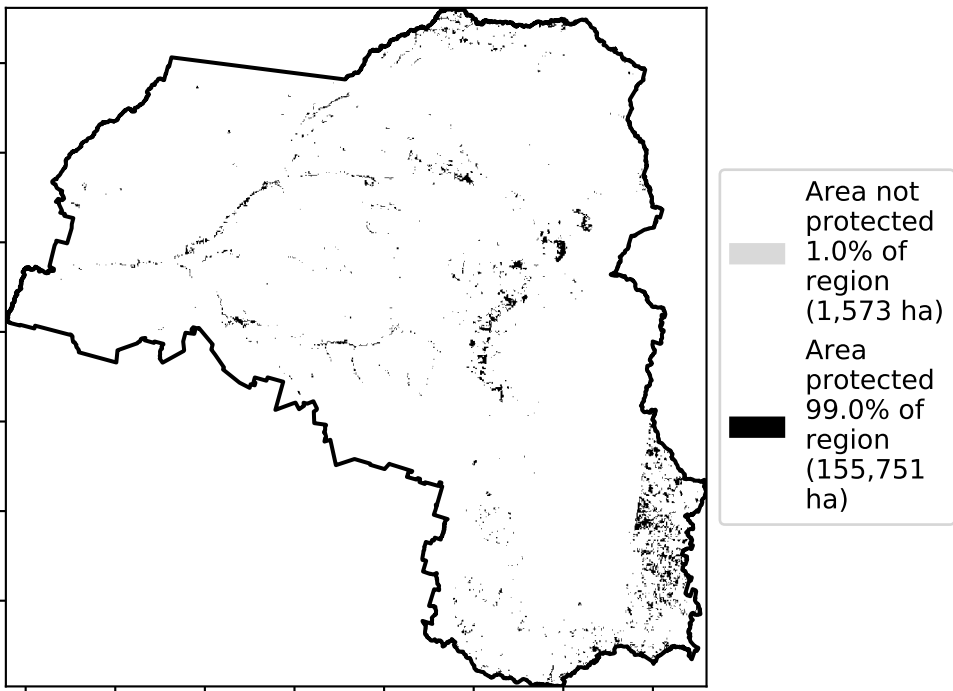 Area not
protected
1.0% of
region
(1,573 ha)
Area
protected
99.0% of
region
(155,751
ha)